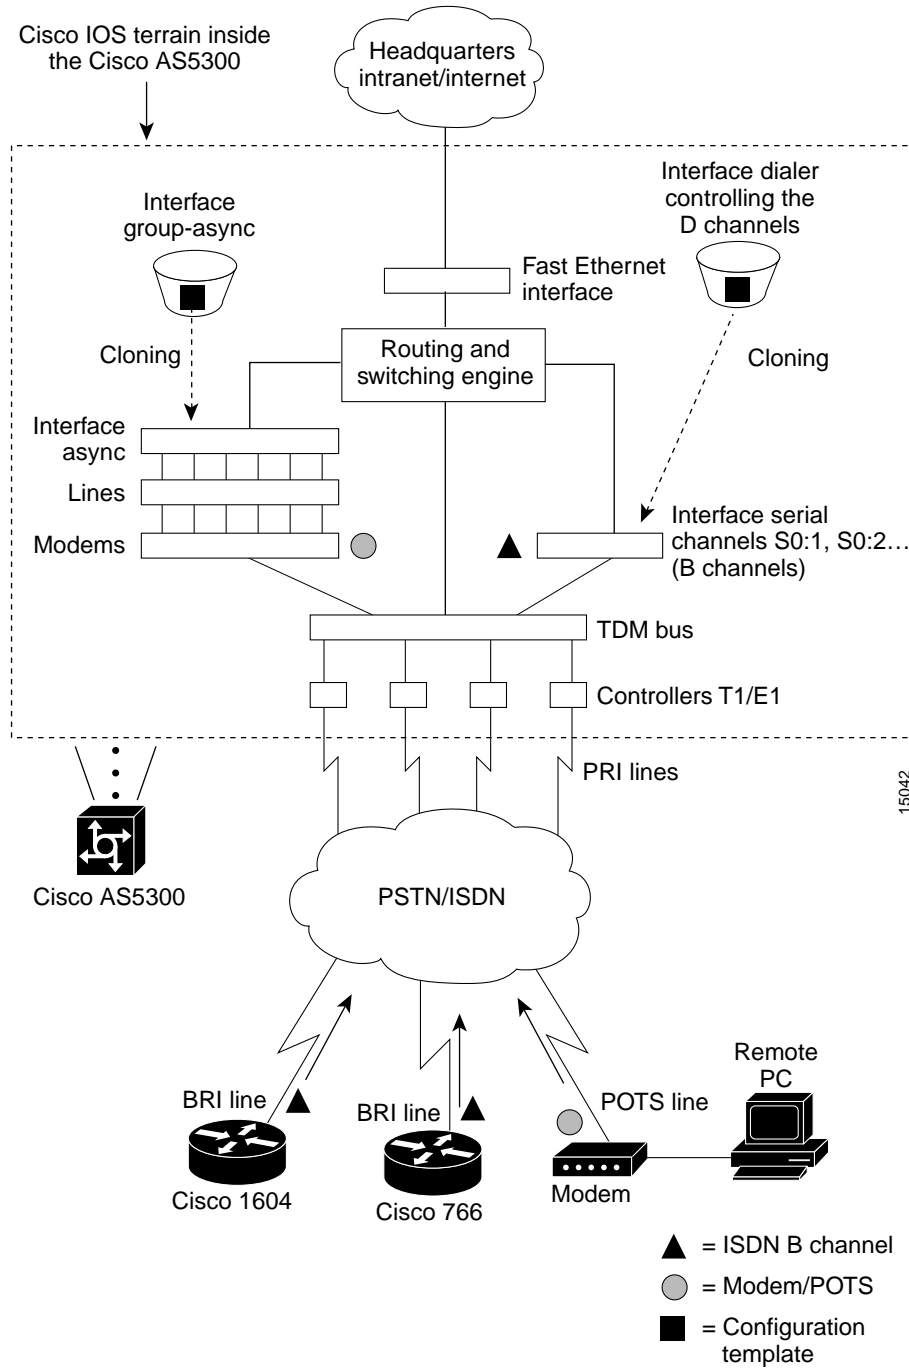 Cisco IOS terrain inside
the Cisco AS5300
Headquarters
intranet/internet
Interface
group-async
Interface dialer
controlling the
D channels
Fast Ethernet
interface
Cloning
Routing and
switching engine
Cloning
Interface
async
Lines
Modems
Interface serial
channels S0:1, S0:2…
(B channels)
TDM bus
Controllers T1/E1
PRI lines
15042
Cisco AS5300
PSTN/ISDN
BRI line
Cisco 1604
BRI line
Cisco 766
POTS line
Modem
Remote
PC
= ISDN B channel
= Modem/POTS
= Configuration
template